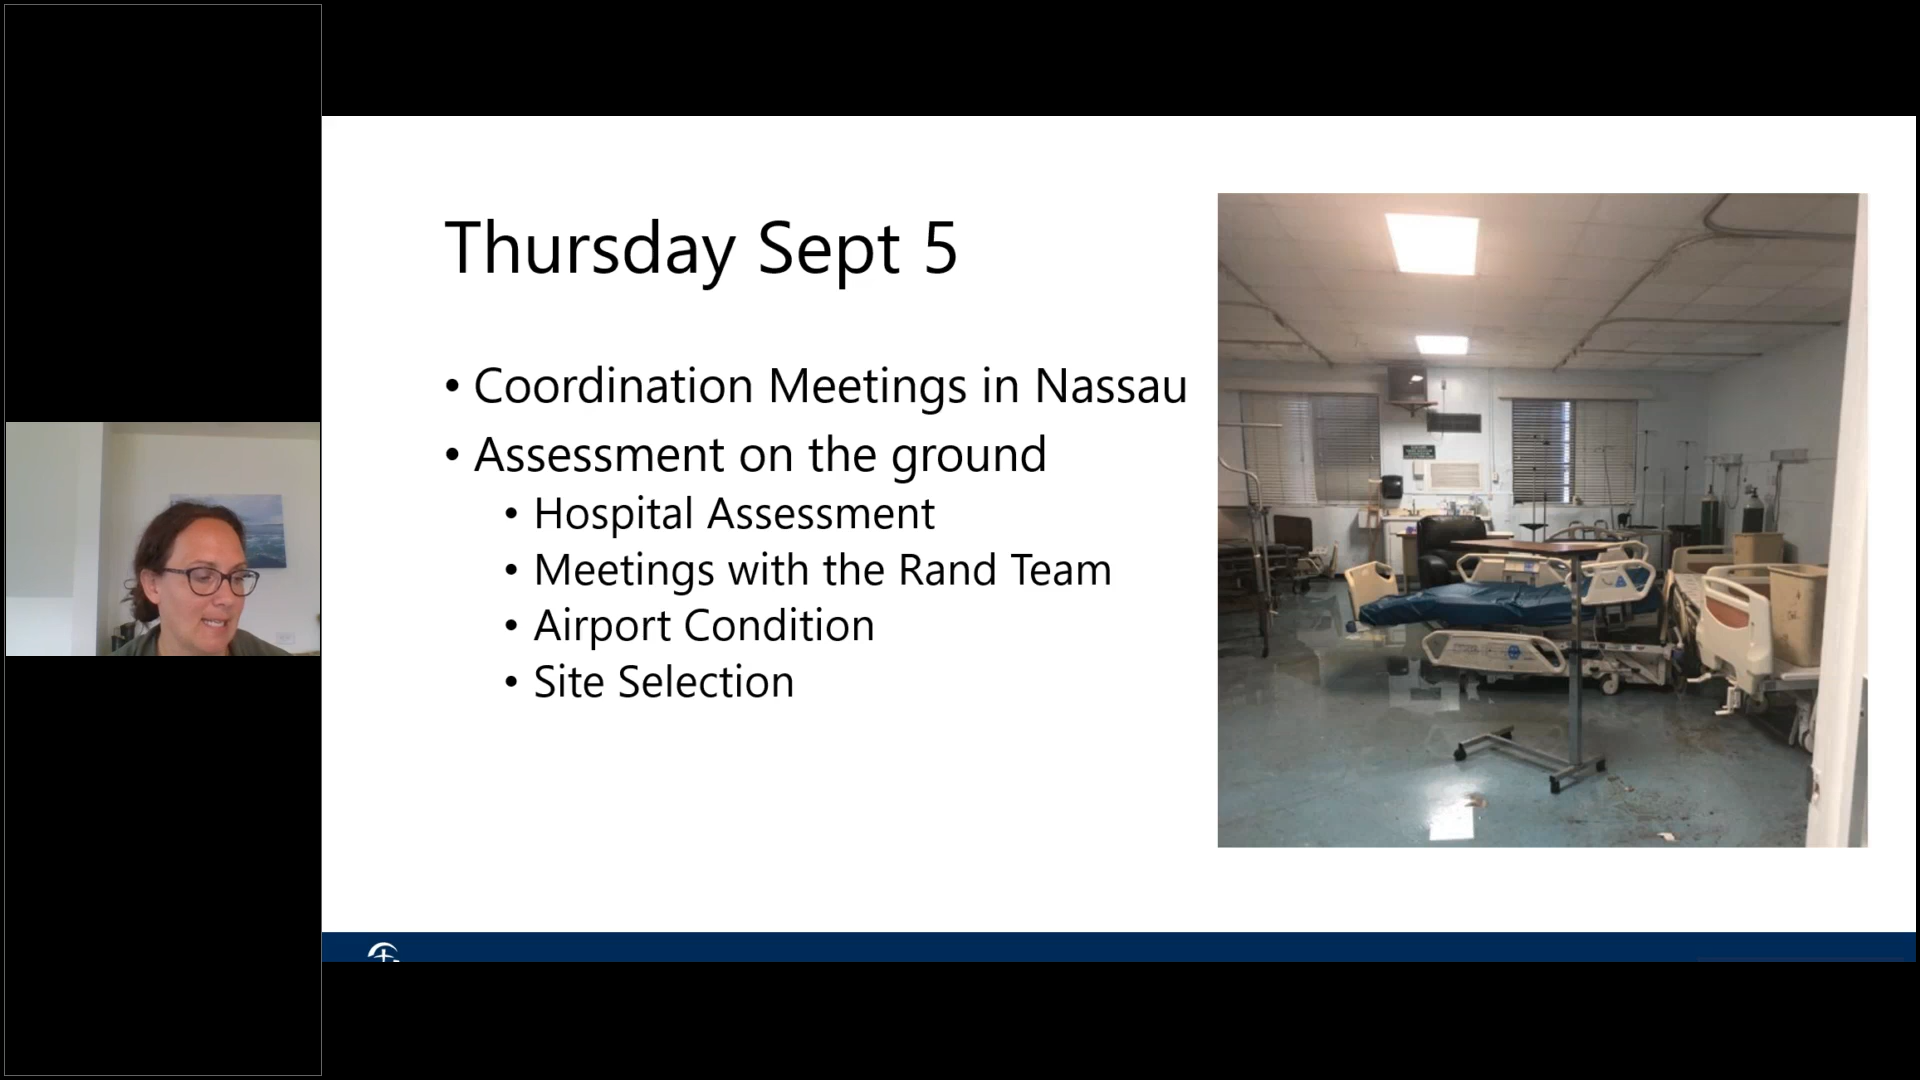 Thursday Sept 5
• Coordination Meetings in Nassau
• Assessment on the ground
• Hospital Assessment
• Meetings with the Rand Team
• Airport Condition
• Site Selection